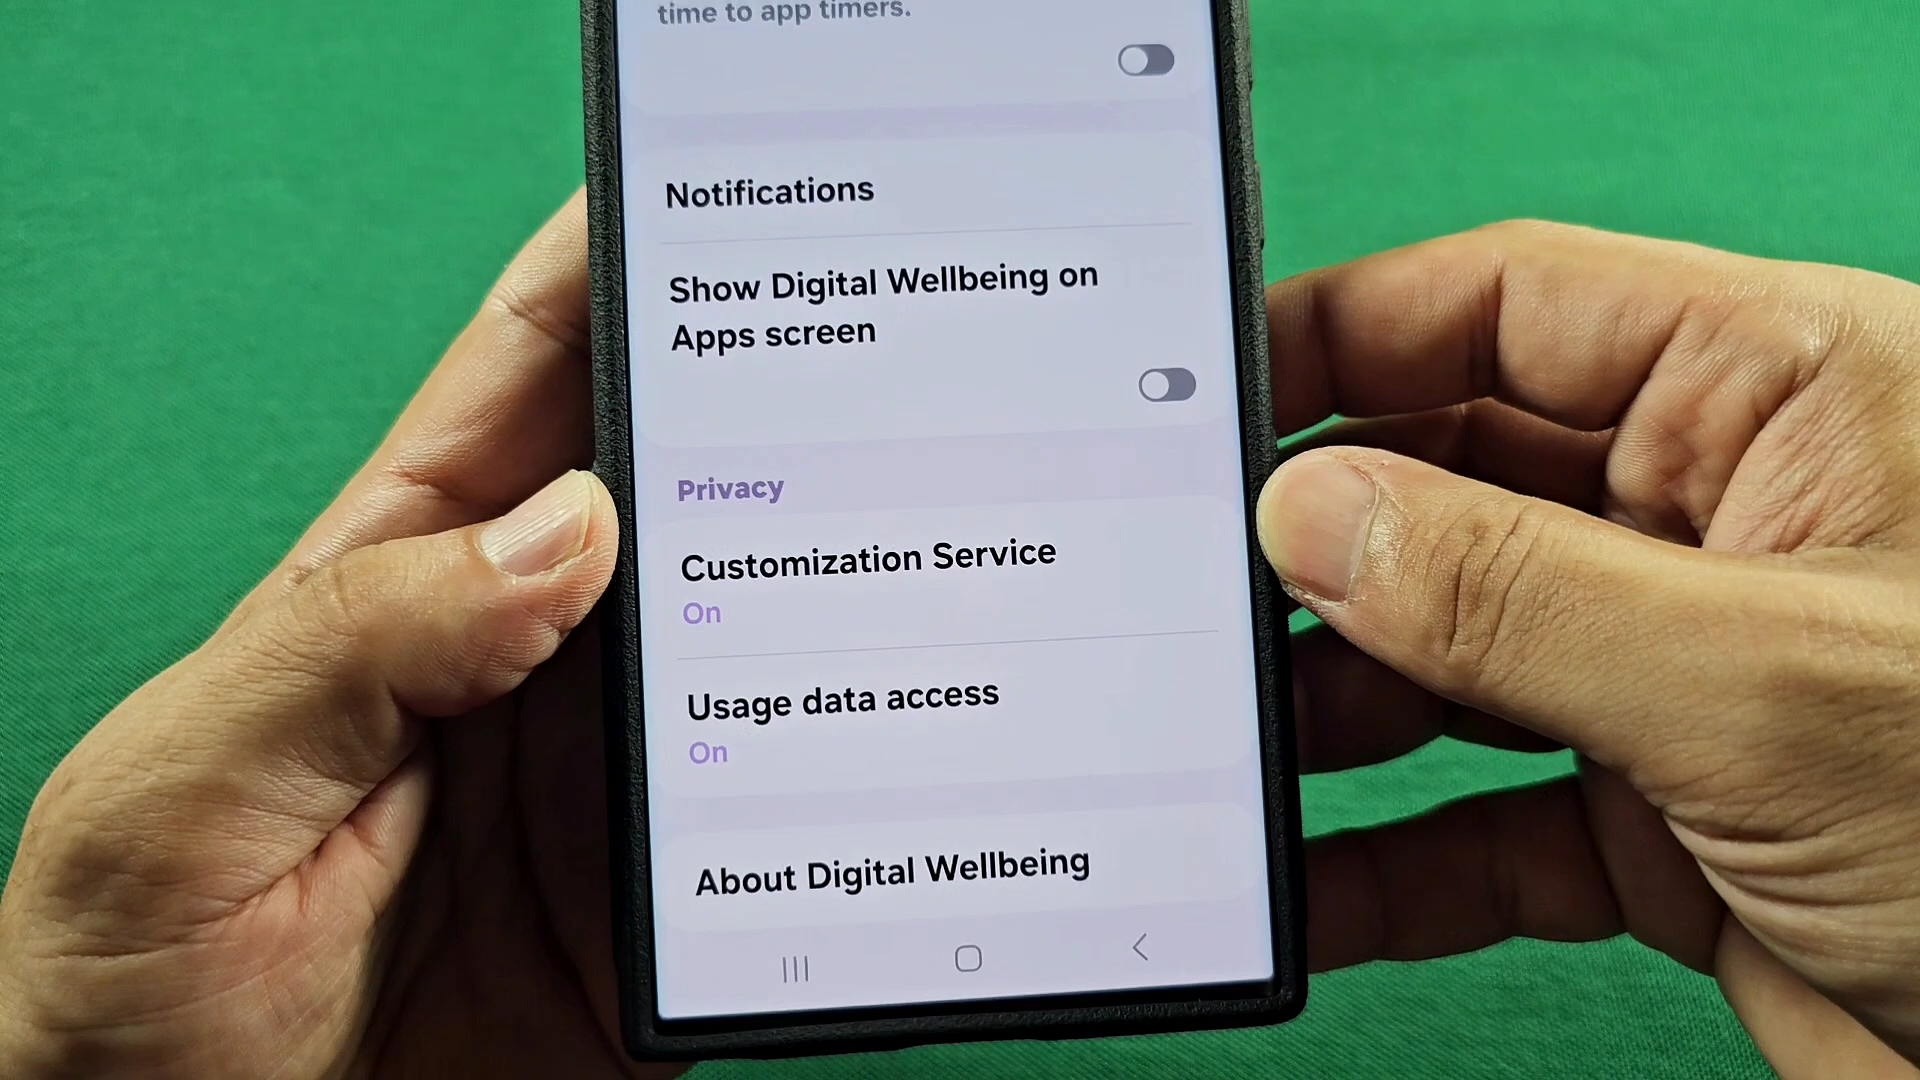 time to app timers.
Notifications
Show Digital Wellbeing on
Apps screen
Privacy
Customization Service
On
Usage data access
On
About Digital Wellbeing